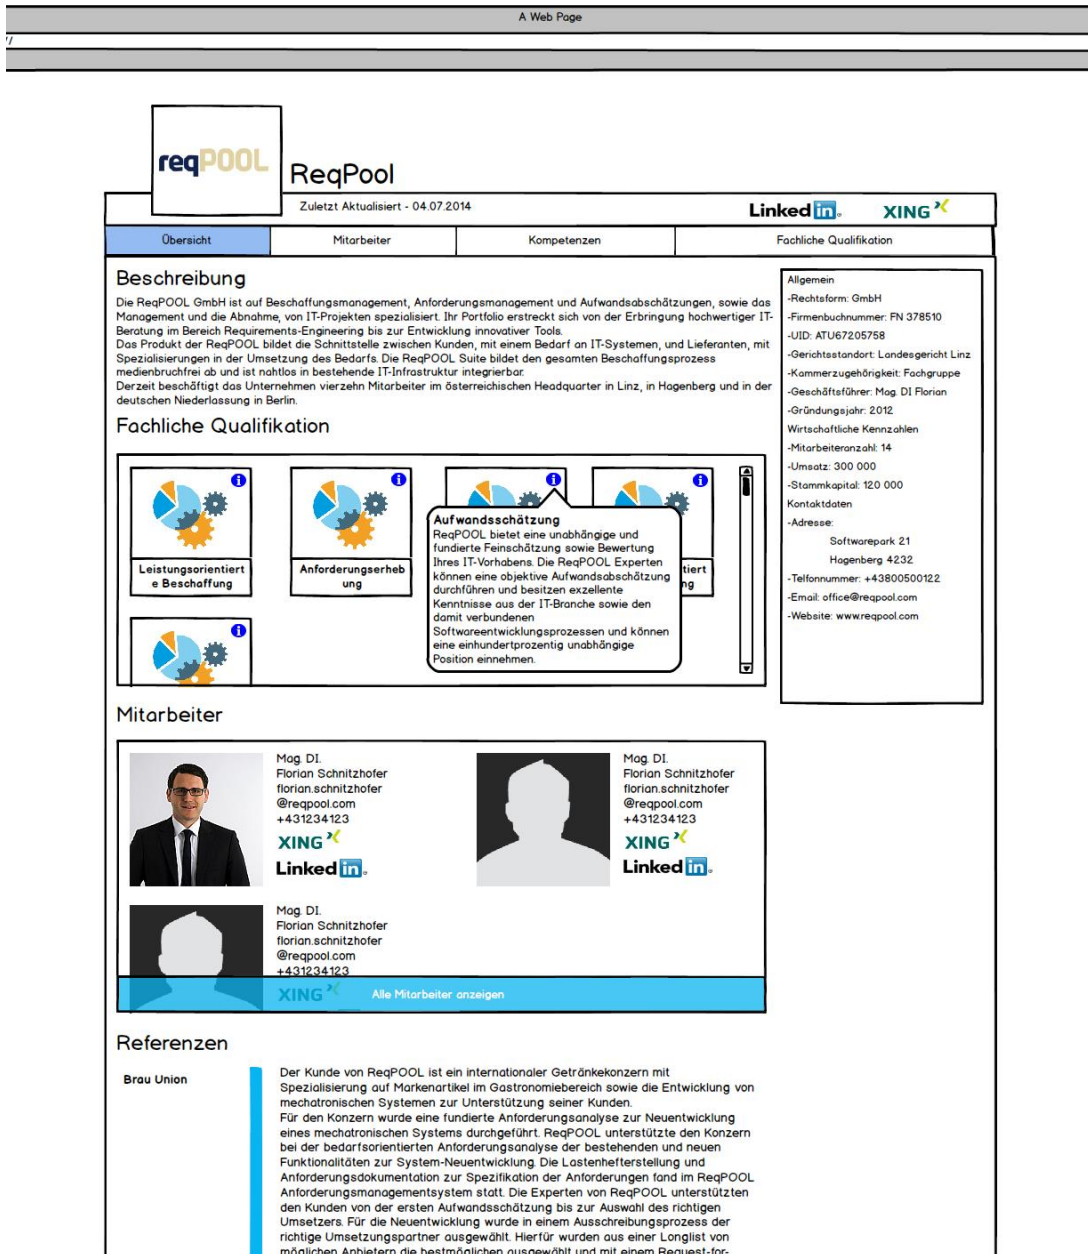 A Web Page
//
reqPOOL
ReqPool
Zuletzt Aktualisiert - 04.07.2014
Linked in.
XING
Übersicht
Mitarbeiter
Kompetenzen
Fachliche Qualifikation
Beschreibung
Die ReqPOOL GmbH ist auf Beschaffungsmanagement, Anforderungsmanagement und Aufwandsabschätzungen, sowie das
Management und die Abnahme, von IT-Projekten spezialisiert. Ihr Portfolio erstreckt sich von der Erbringung hochwertiger IT-
Beratung im Bereich Requirements-Engineering bis zur Entwicklung innovativer Tools.
Das Produkt der ReqPOOL bildet die Schnittstelle zwischen Kunden, mit einem Bedarf an IT-Systemen, und Lieferanten, mit
Spezialisierungen in der Umsetzung des Bedarfs. Die ReqPOOL Suite bildet den gesamten Beschaffungsprozess
medienbruchfrei ab und ist nahtlos in bestehende IT-Infrastruktur integrierbar.
Derzeit beschäftigt das Unternehmen vierzehn Mitarbeiter im österreichischen Headquarter in Linz, in Hagenberg und in der
deutschen Niederlassung in Berlin.
Allgemein
-Rechtsform: GmbH
-Firmenbuchnummer: FN 378510
-UID: ATU67205758
-Gerichtsstandort: Landesgericht Linz
-Kammerzugehörigkeit: Fachgruppe
-Geschäftsführer: Mag. DI Florian
-Gründungsjahr: 2012
Wirtschaftliche Kennzahlen
-Mitarbeiteranzahl: 14
-Umsatz: 300 000
-Stammkapital: 120 000
Kontaktdaten
-Adresse:
Softwarepark 21
Hagenberg 4232
-Telfonnummer: +43800500122
-Email: office@reqpool.com
-Website: www.reqpool.com
Fachliche Qualifikation
Leistungsorientiert
e Beschaffung
Anforderungserheb
ung
Aufwandsschätzung
ReqPOOL bietet eine unabhängige und
fundierte Feinschätzung sowie Bewertung
Ihres IT-Vorhabens. Die ReqPOOL Experten
können eine objektive Aufwandsabschätzung
durchführen und besitzen exzellente
Kenntnisse aus der IT-Branche sowie den
damit verbundenen
Softwareentwicklungsprozessen und können
eine einhundertprozentig unabhängige
Position einnehmen.
tiert
ng
Mitarbeiter
Mag. DI.
Florian Schnitzhofer
florian.schnitzhofer
@reqpool.com
+431234123
XING
Linked in.
Mag. DI.
Florian Schnitzhofer
florian.schnitzhofer
@reqpool.com
+431234123
XING
Linked in.
Mag. DI.
Florian Schnitzhofer
florian.schnitzhofer
@reqpool.com
+431234123
XING
Alle Mitarbeiter anzeigen
Referenzen
Brau Union
Der Kunde von ReqPOOL ist ein internationaler Getränkekonzern mit
Spezialisierung auf Markenartikel im Gastronomiebereich sowie die Entwicklung von
mechatronischen Systemen zur Unterstützung seiner Kunden.
Für den Konzern wurde eine fundierte Anforderungsanalyse zur Neuentwicklung
eines mechatronischen Systems durchgeführt. ReqPOOL unterstützte den Konzern
bei der bedarfsorientierten Anforderungsanalyse der bestehenden und neuen
Funktionalitäten zur System-Neuentwicklung. Die Lastenhefterstellung und
Anforderungsdokumentation zur Spezifikation der Anforderungen fand im ReqPOOL
Anforderungsmanagementsystem statt. Die Experten von ReqPOOL unterstützten
den Kunden von der ersten Aufwandsschätzung bis zur Auswahl des richtigen
Umsetzers. Für die Neuentwicklung wurde in einem Ausschreibungsprozess der
richtige Umsetzungspartner ausgewählt. Hierfür wurden aus einer Longlist von
möglichen Anbietern die bestmöglichen ausgewählt und mit einem Request-for-